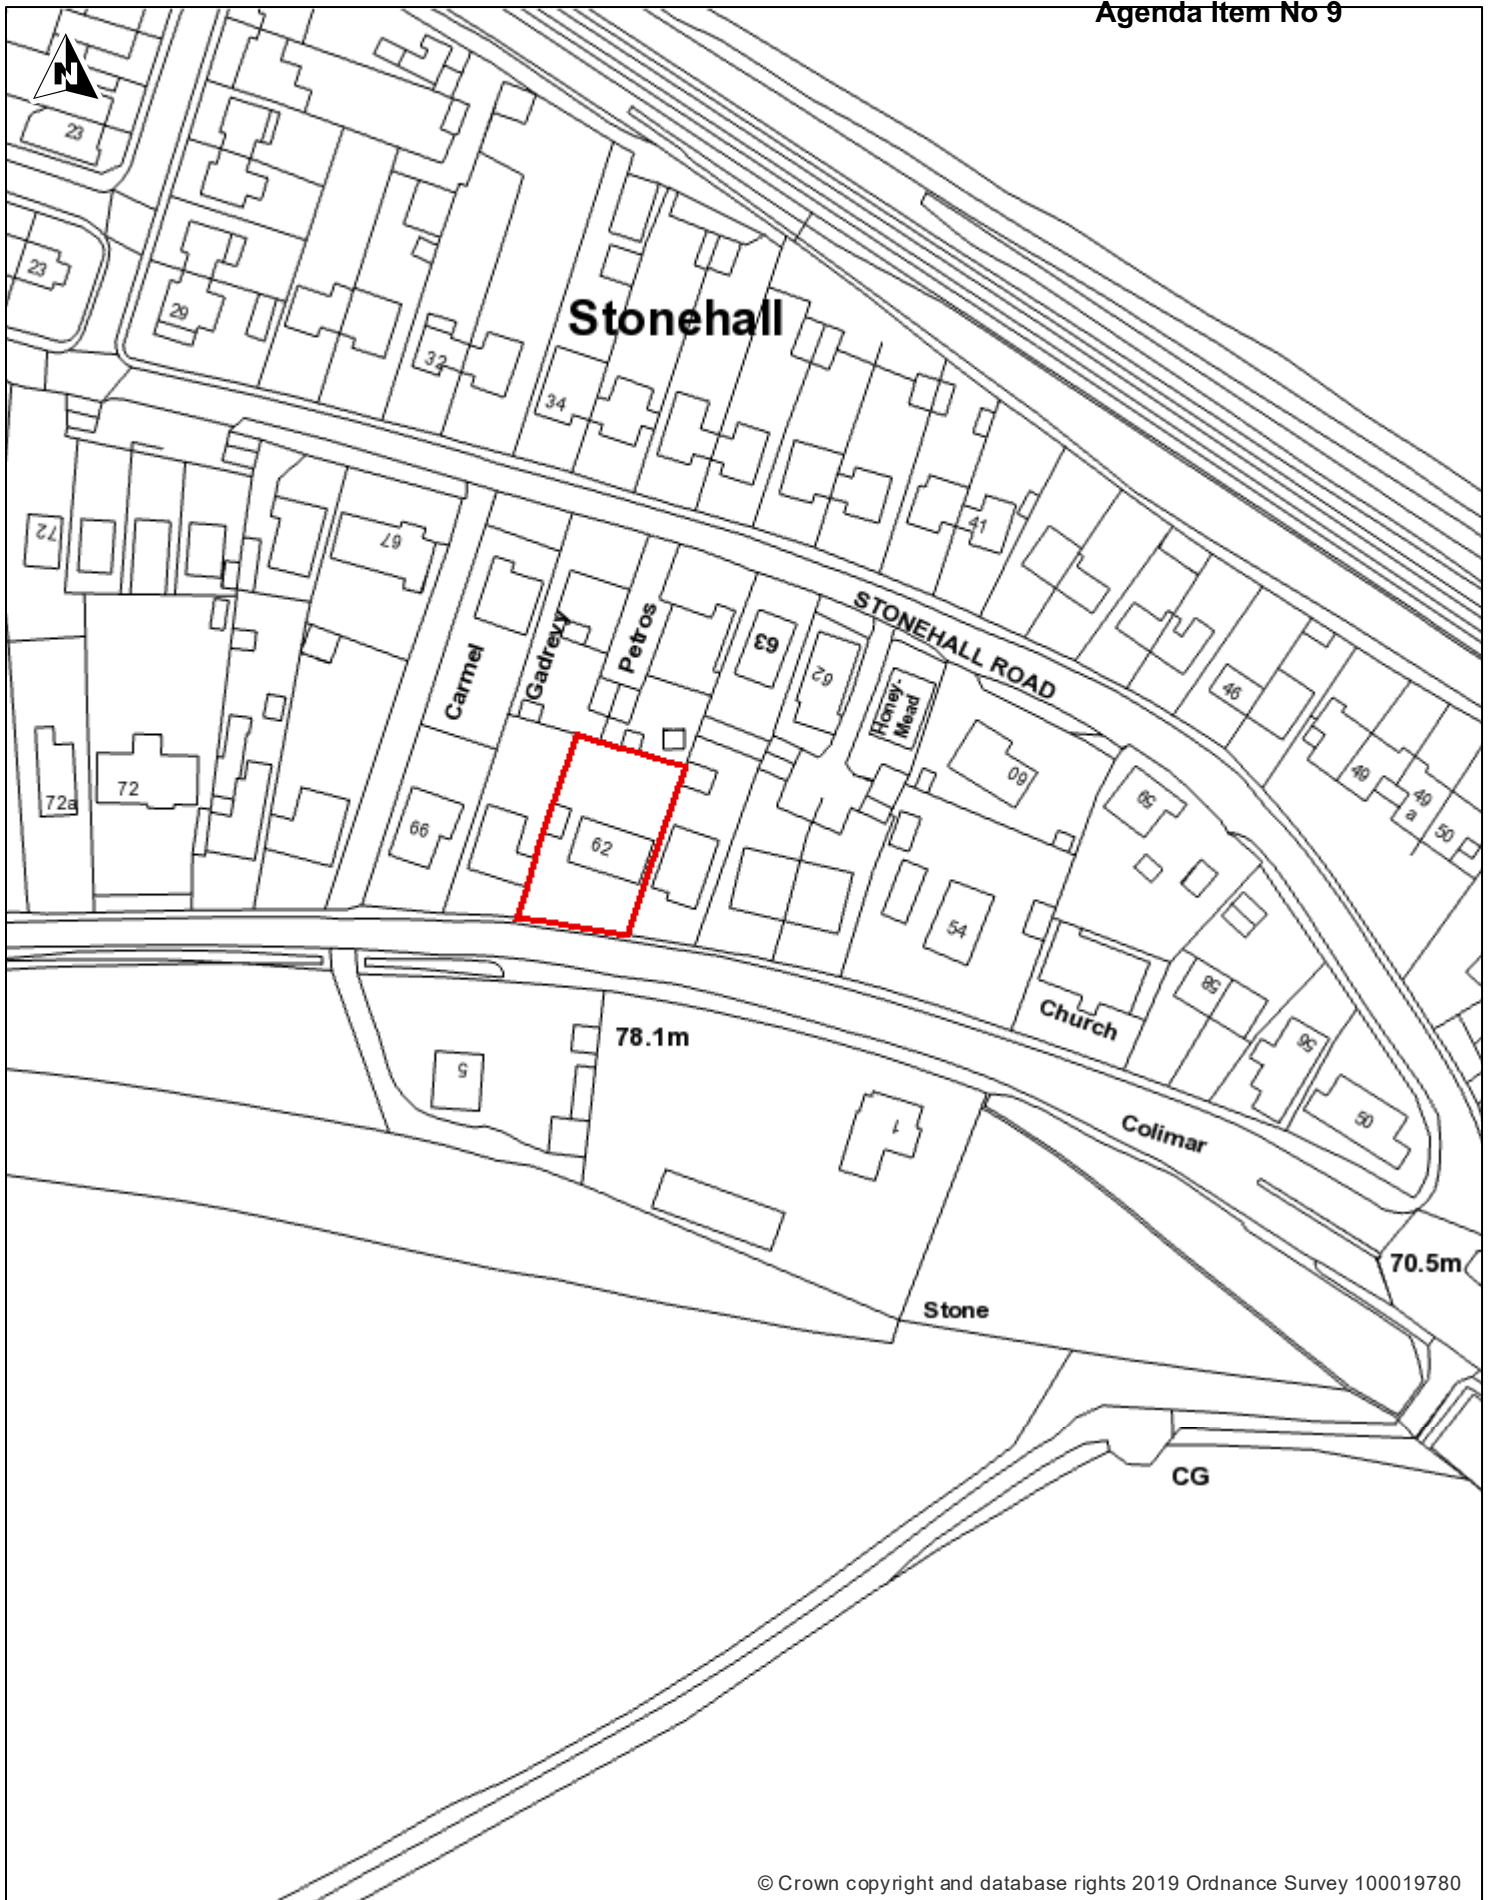 Agenda Item No 9
N
23
23
29
Stonehall
32
34
41
72
67
STONEHALL ROAD
Carmel
Gadrevy
Petros
63
62
Honey-
Mead
60
46
49
49
a
50
59
72a
72
66
62
54
Church
58
56
50
78.1m
5
1
Colimar
70.5m
Stone
CG
© Crown copyright and database rights 2019 Ordnance Survey 100019780